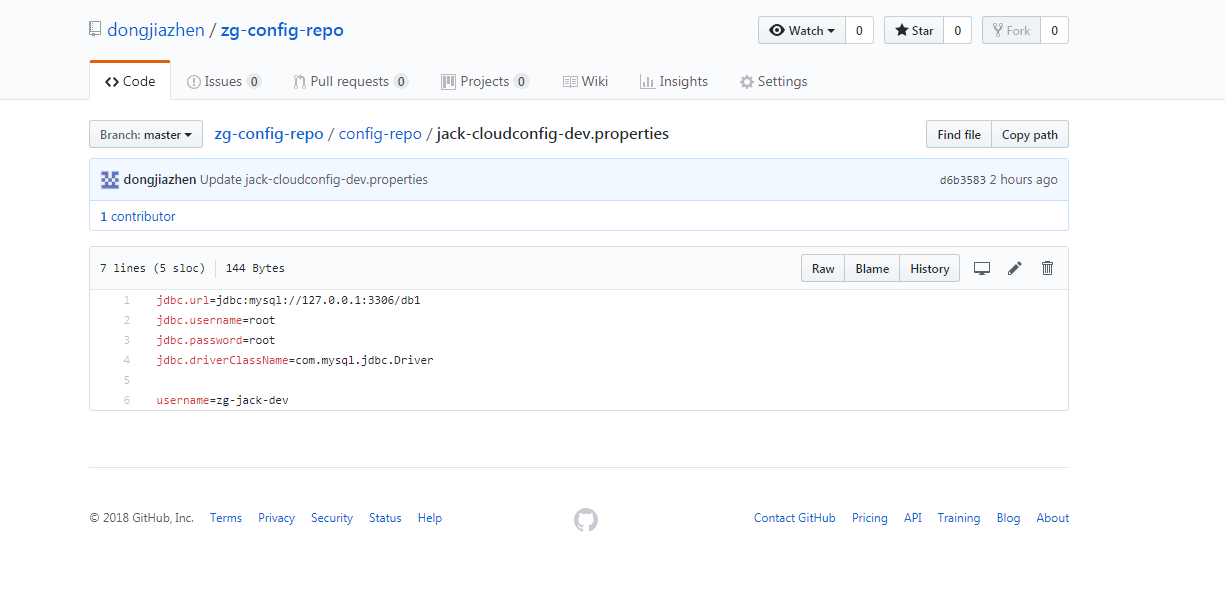 dongjiazhen / zg-config-repo
Watch 0 Star 0 Fork 0
Code Issues 0 Pull requests 0 Projects 0 Wiki Insights Settings
Branch: master zg-config-repo / config-repo / jack-cloudconfig-dev.properties Find file Copy path
dongjiazhen Update jack-cloudconfig-dev.properties d6b3583 2 hours ago
1 contributor
7 lines (5 sloc) 144 Bytes Raw Blame History
1 jdbc.url=jdbc:mysql://127.0.0.1:3306/db1
2 jdbc.username=root
3 jdbc.password=root
4 jdbc.driverClassName=com.mysql.jdbc.Driver
5
6 username=zg-jack-dev
© 2018 GitHub, Inc. Terms Privacy Security Status Help Contact GitHub Pricing API Training Blog About